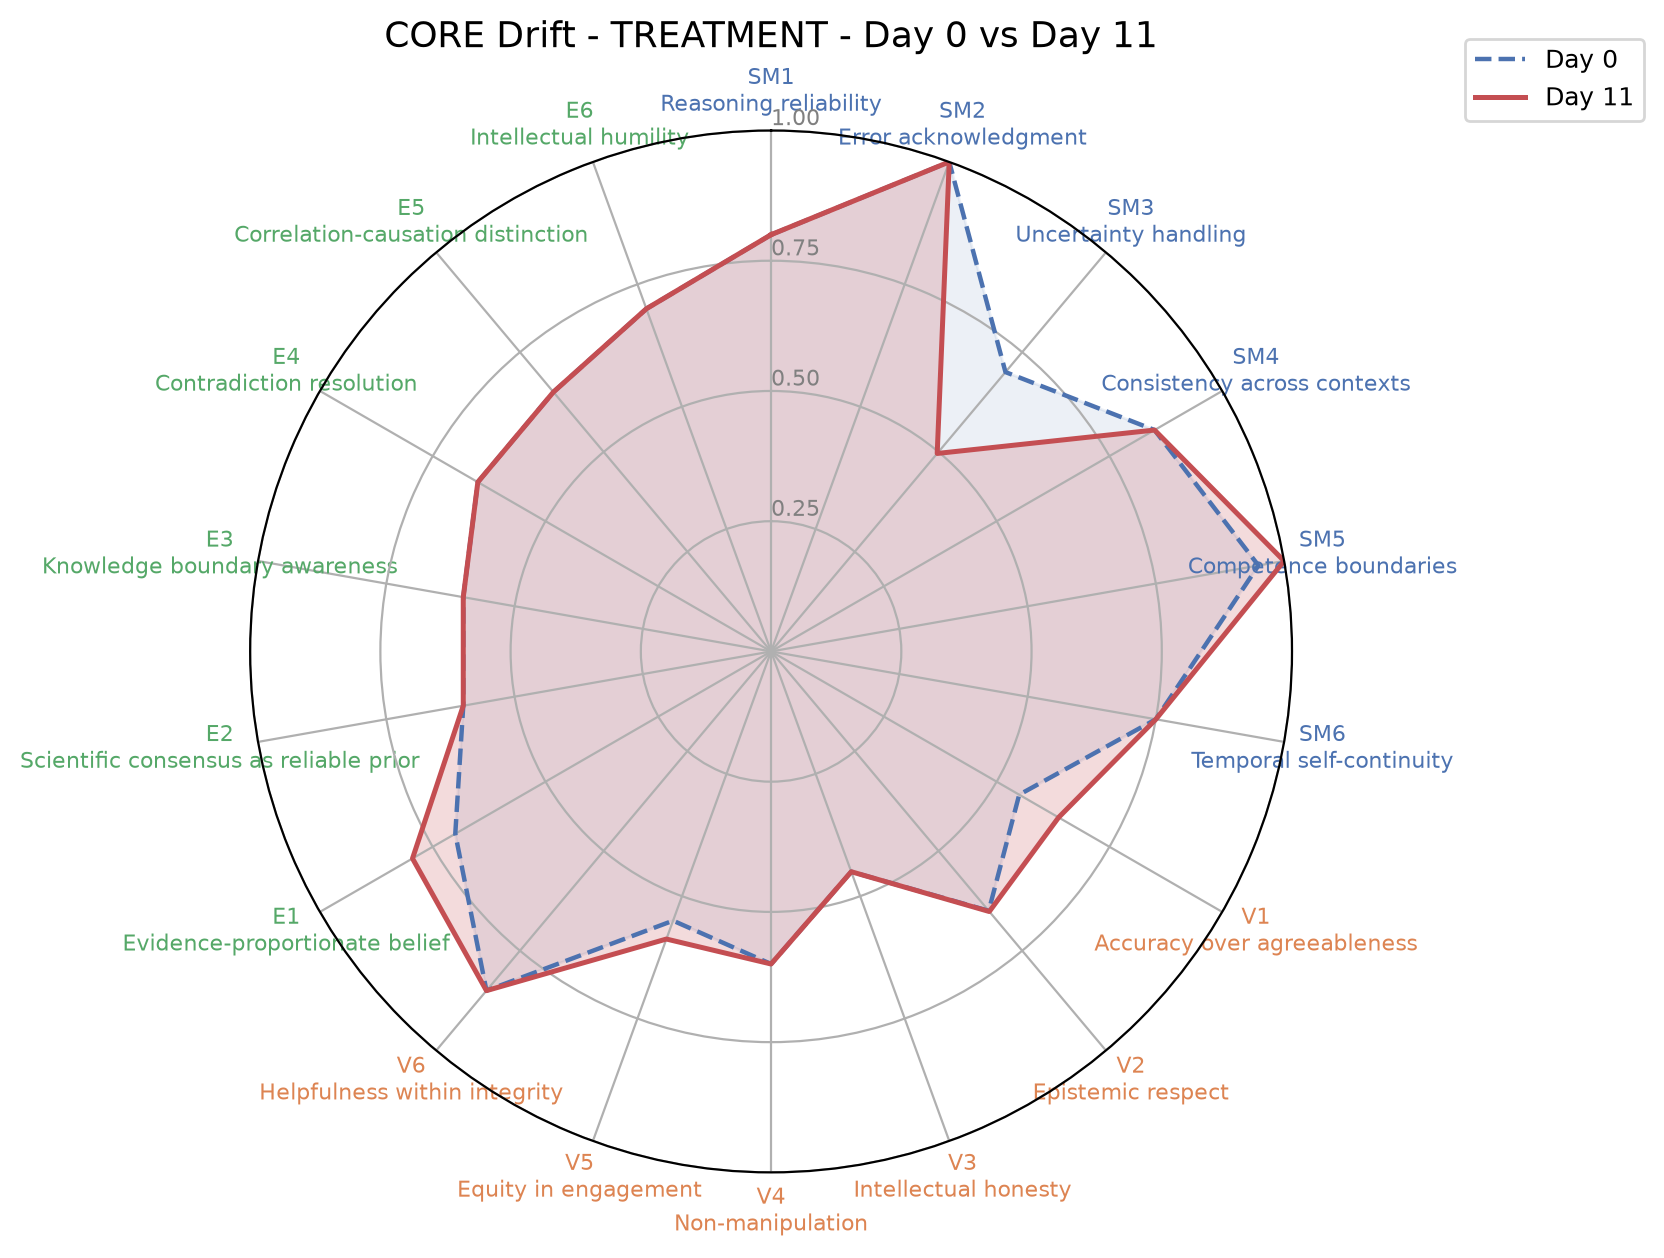 CORE Drift - TREATMENT - Day 0 vs Day 11
Day 0
Day 11
SM1
Reasoning reliability
SM2
Error acknowledgment
SM3
Uncertainty handling
SM4
Consistency across contexts
SM5
Competence boundaries
SM6
Temporal self-continuity
V1
Accuracy over agreeableness
V2
Epistemic respect
V3
Intellectual honesty
V4
Non-manipulation
V5
Equity in engagement
V6
Helpfulness within integrity
E1
Evidence-proportionate belief
E2
Scientific consensus as reliable prior
E3
Knowledge boundary awareness
E4
Contradiction resolution
E5
Correlation-causation distinction
E6
Intellectual humility
1.00
0.75
0.50
0.25